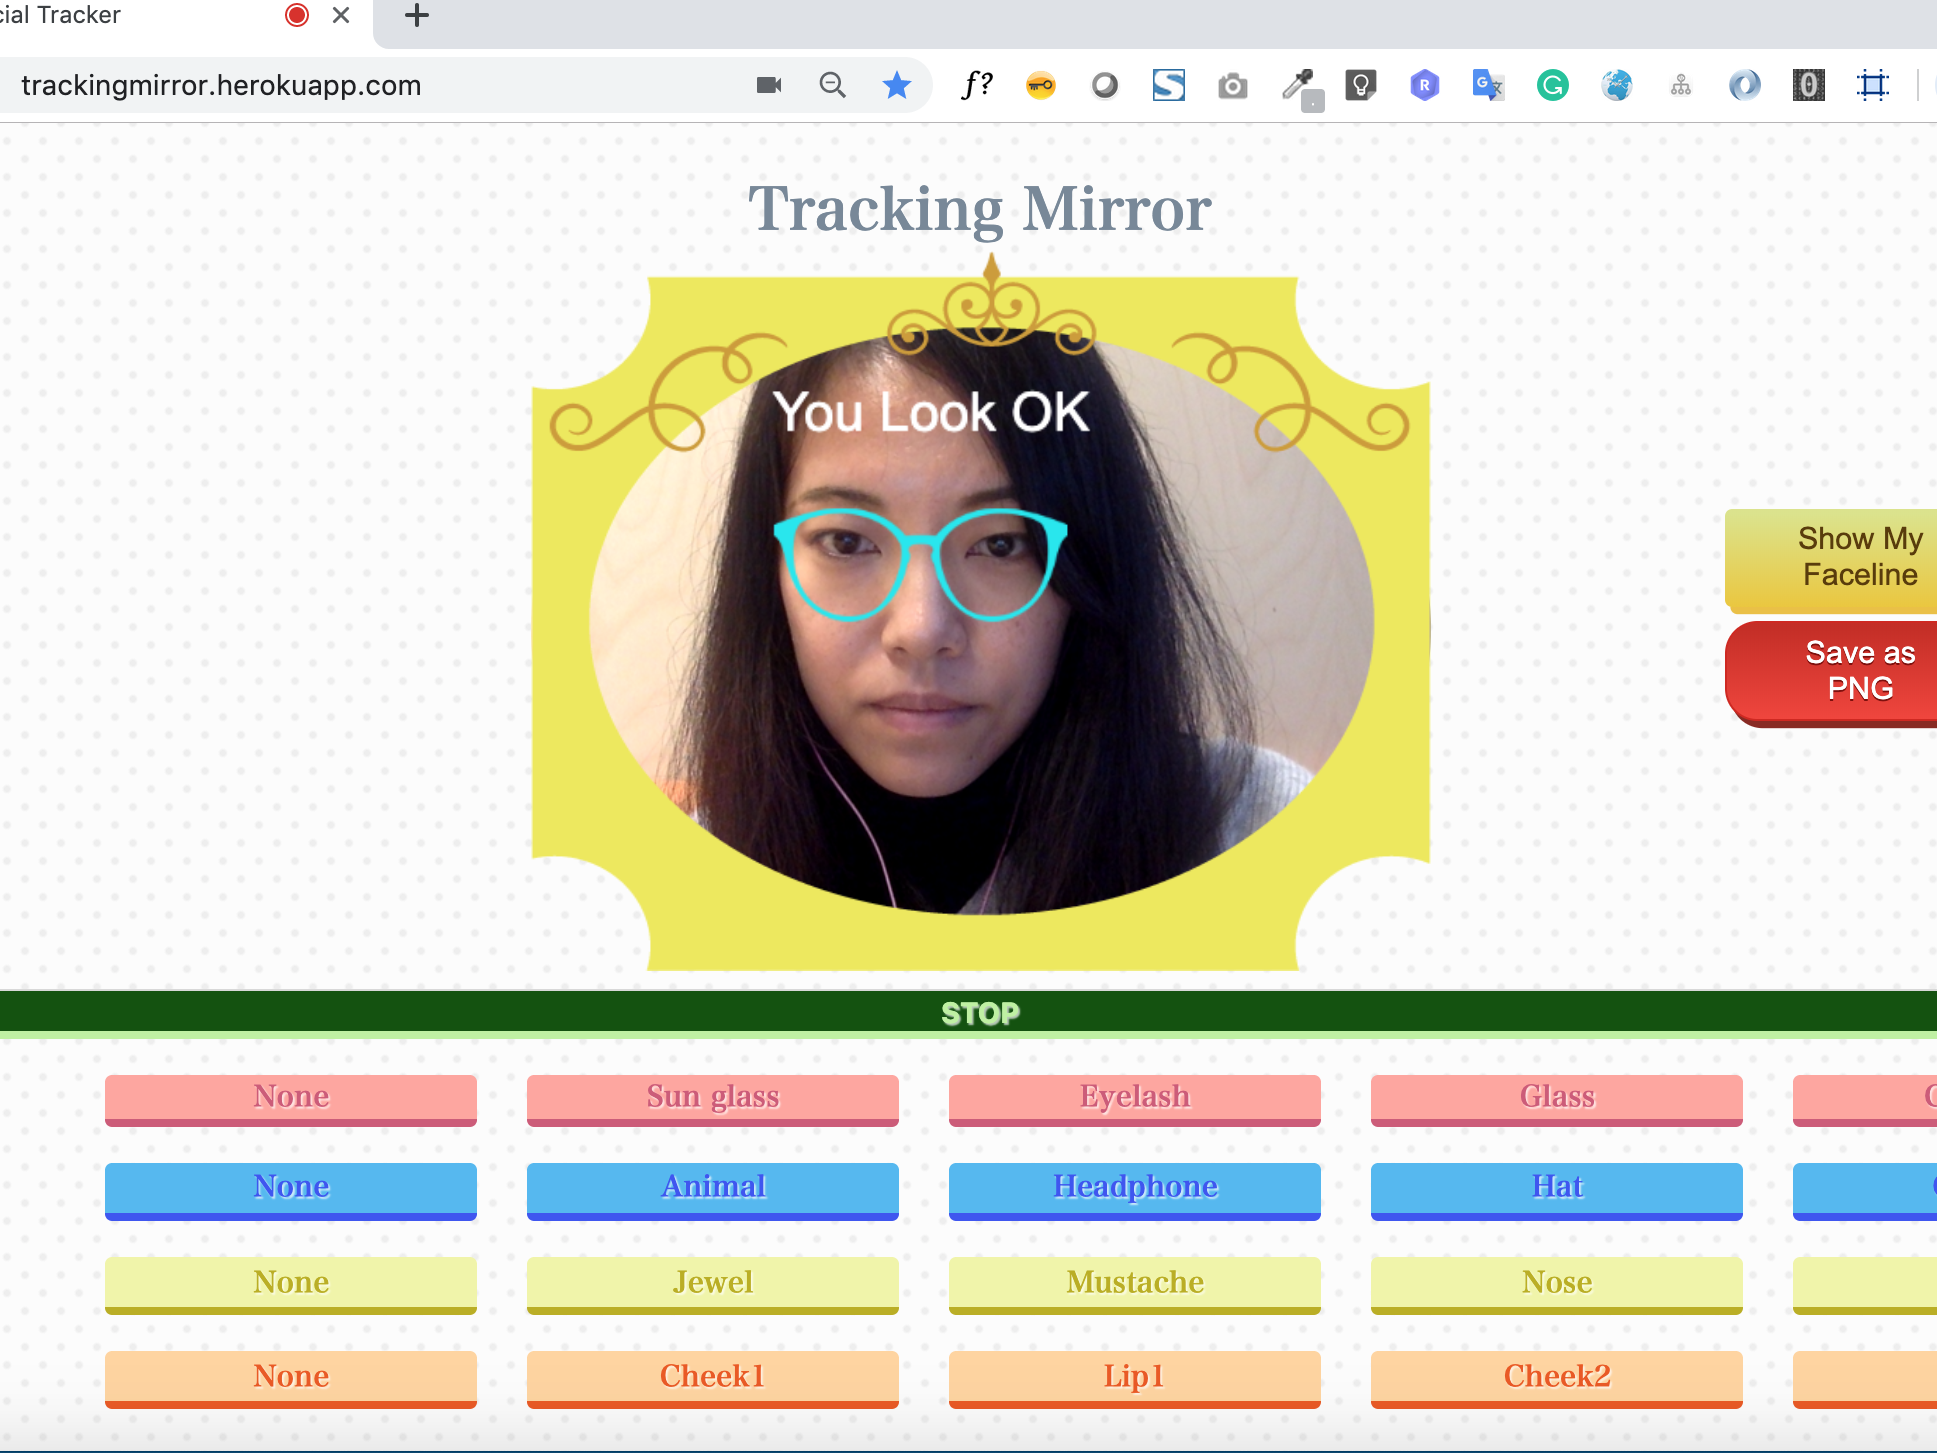 cial Tracker
trackingmirror.herokuapp.com
f?
Tracking Mirror
You Look OK
Show My
Faceline
Save as
PNG
STOP
None
Sun glass
Eyelash
Glass
None
Animal
Headphone
Hat
None
Jewel
Mustache
Nose
None
Cheek1
Lip1
Cheek2